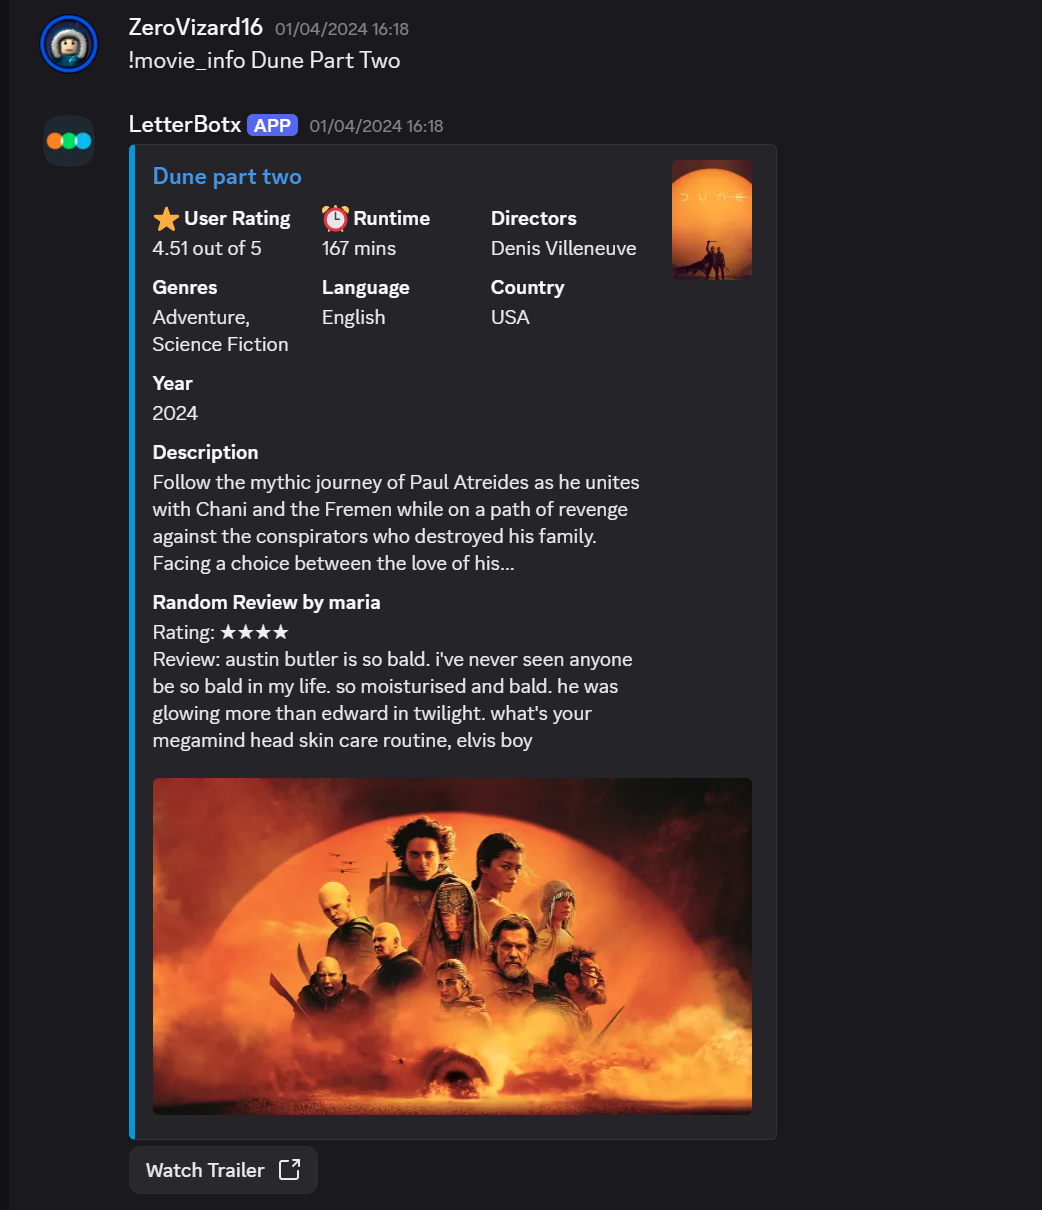 ZeroVizard16 01/04/2024 16:18
!movie_info Dune Part Two
LetterBotx APP 01/04/2024 16:18
Dune part two
DUNE
⭐ User Rating ⏰ Runtime Directors
4.51 out of 5 167 mins Denis Villeneuve
Genres Language Country
Adventure, English USA
Science Fiction
Year
2024
Description
Follow the mythic journey of Paul Atreides as he unites
with Chani and the Fremen while on a path of revenge
against the conspirators who destroyed his family.
Facing a choice between the love of his...
Random Review by maria
Rating: ★★★★
Review: austin butler is so bald. i've never seen anyone
be so bald in my life. so moisturised and bald. he was
glowing more than edward in twilight. what's your
megamind head skin care routine, elvis boy
Watch Trailer